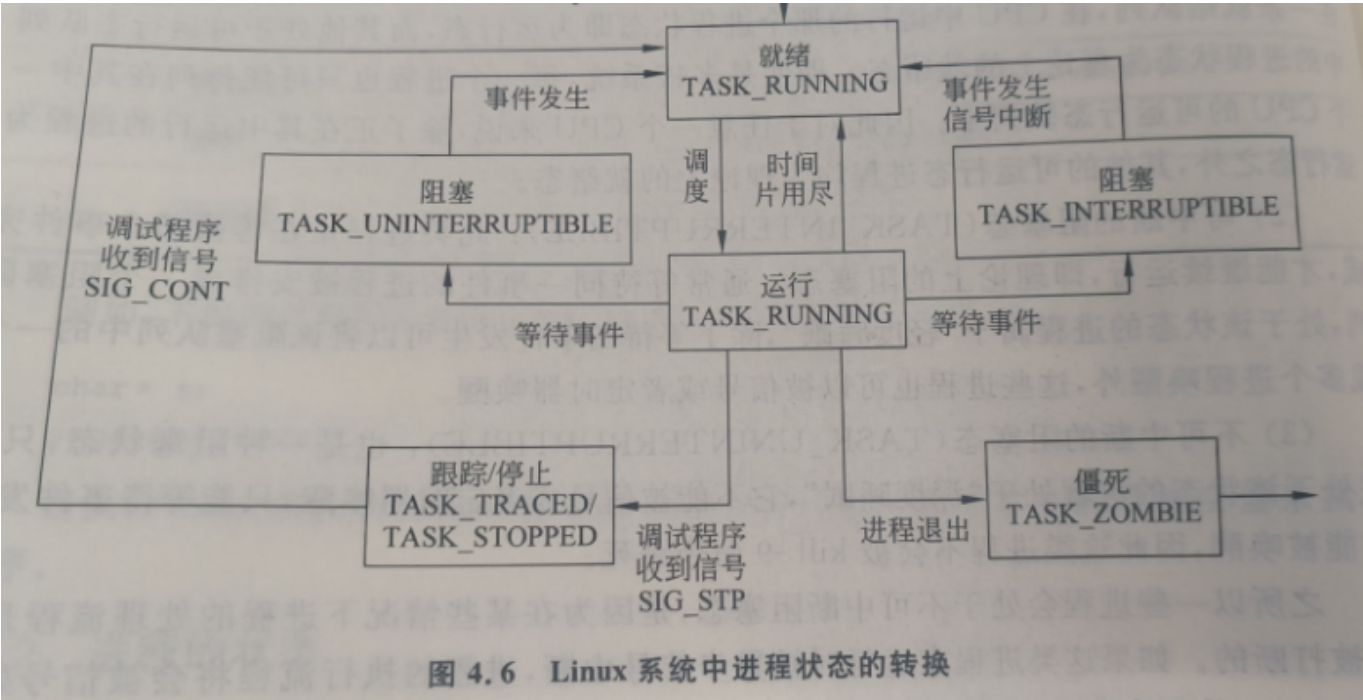 就绪
TASK_RUNNING
事件发生
事件发生
信号中断
调度
时间
片用尽
阻塞
TASK_UNINTERRUPTIBLE
阻塞
TASK_INTERRUPTIBLE
调试程序
收到信号
SIG_CONT
运行
TASK_RUNNING
等待事件
等待事件
跟踪/停止
TASK_TRACED/
TASK_STOPPED
调试程序
收到信号
SIG_STP
进程退出
僵死
TASK_ZOMBIE
图 4.6 Linux 系统中进程状态的转换